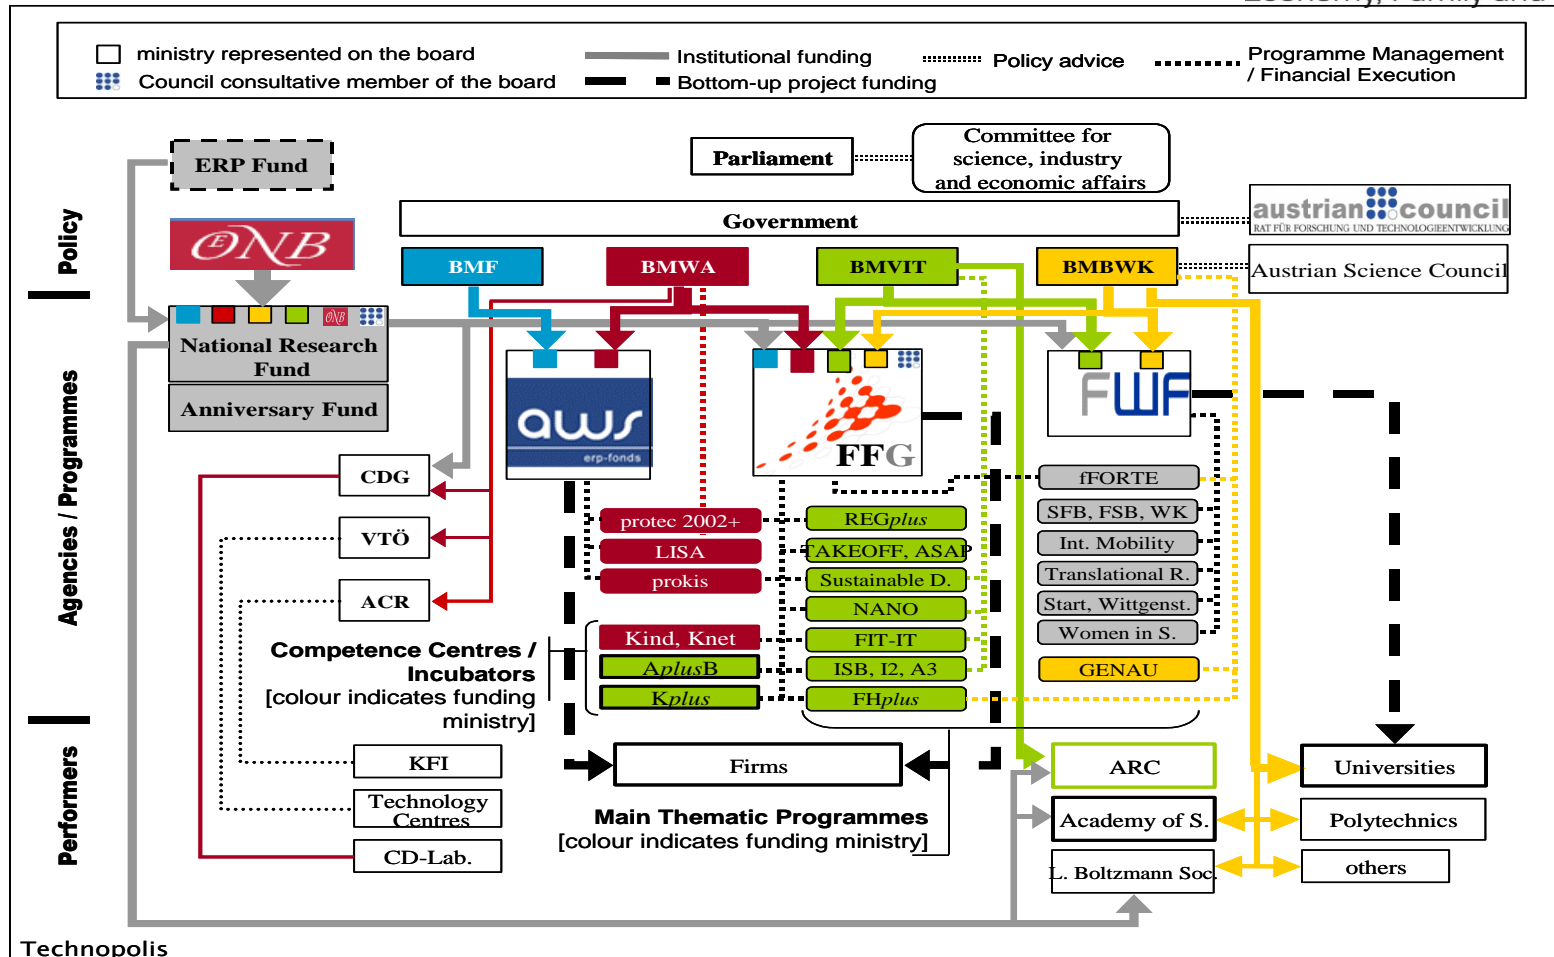 Economy, Family and
ministry represented on the board
Institutional funding
Policy advice
Programme Management
/ Financial Execution
Council consultative member of the board
Bottom-up project funding
ERP Fund
Parliament
Committee for
science, industry
and economic affairs
Policy
ŒNB
Government
austrian council
RAT FÜR FORSCHUNG UND TECHNOLOGIEENTWICKLUNG
BMF
BMWA
BMVIT
BMBWK
Austrian Science Council
National Research
Fund
Anniversary Fund
aws
erp-fonds
FFG
FWF
Agencies / Programmes
CDG
VTÖ
ACR
protec 2002+
LISA
prokis
Kind, Knet
AplusB
Kplus
REGplus
TAKEOFF, ASAP
Sustainable D.
NANO
FIT-IT
ISB, I2, A3
FHplus
fFORTE
SFB, FSB, WK
Int. Mobility
Translational R.
Start, Wittgenst.
Women in S.
GENAU
Competence Centres /
Incubators
[colour indicates funding
ministry]
Performers
KFI
Technology
Centres
CD-Lab.
Firms
Main Thematic Programmes
[colour indicates funding ministry]
ARC
Academy of S.
L. Boltzmann Soc.
Universities
Polytechnics
others
Technopolis